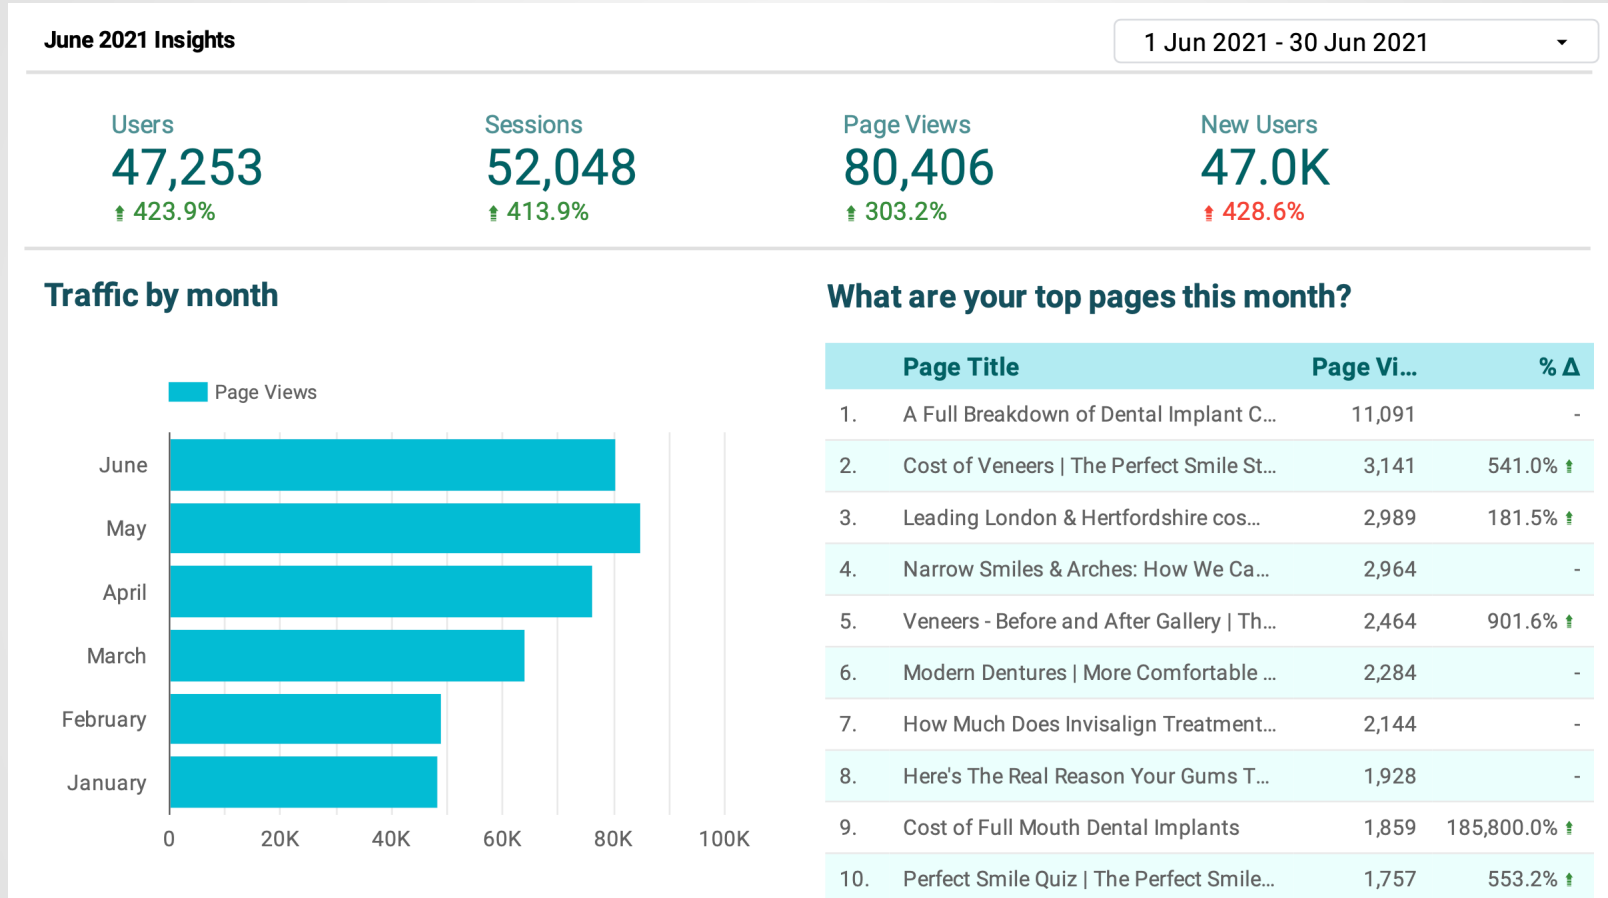 June 2021 Insights
1 Jun 2021 - 30 Jun 2021
Users
47,253
423.9%
Sessions
52,048
413.9%
Page Views
80,406
303.2%
New Users
47.0K
428.6%
Traffic by month
Page Views
June
May
April
March
February
January
0 20K 40K 60K 80K 100K
What are your top pages this month?
Page Title Page Vi... % Δ
1. A Full Breakdown of Dental Implant C... 11,091 -
2. Cost of Veneers | The Perfect Smile St... 3,141 541.0%
3. Leading London & Hertfordshire cos... 2,989 181.5%
4. Narrow Smiles & Arches: How We Ca... 2,964 -
5. Veneers - Before and After Gallery | Th... 2,464 901.6%
6. Modern Dentures | More Comfortable ... 2,284 -
7. How Much Does Invisalign Treatment... 2,144 -
8. Here's The Real Reason Your Gums T... 1,928 -
9. Cost of Full Mouth Dental Implants 1,859 185,800.0%
10. Perfect Smile Quiz | The Perfect Smile... 1,757 553.2%